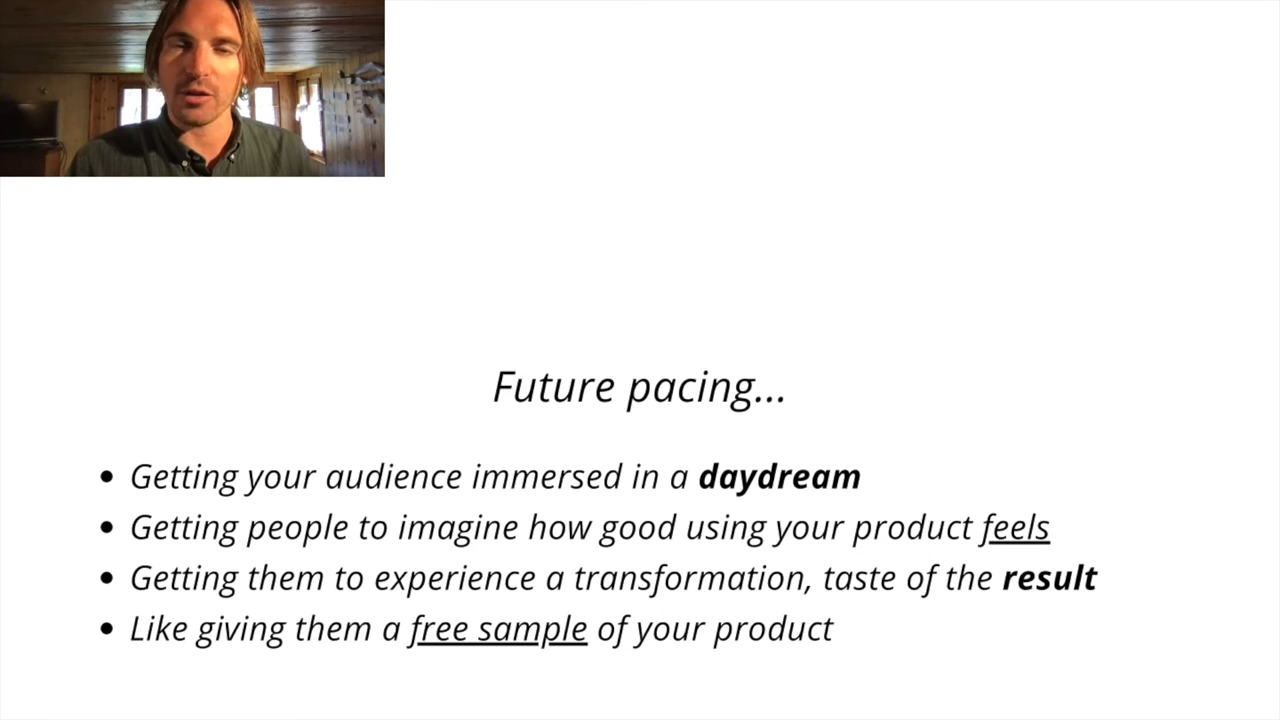 Future pacing...
• Getting your audience immersed in a daydream
• Getting people to imagine how good using your product feels
• Getting them to experience a transformation, taste of the result
• Like giving them a free sample of your product